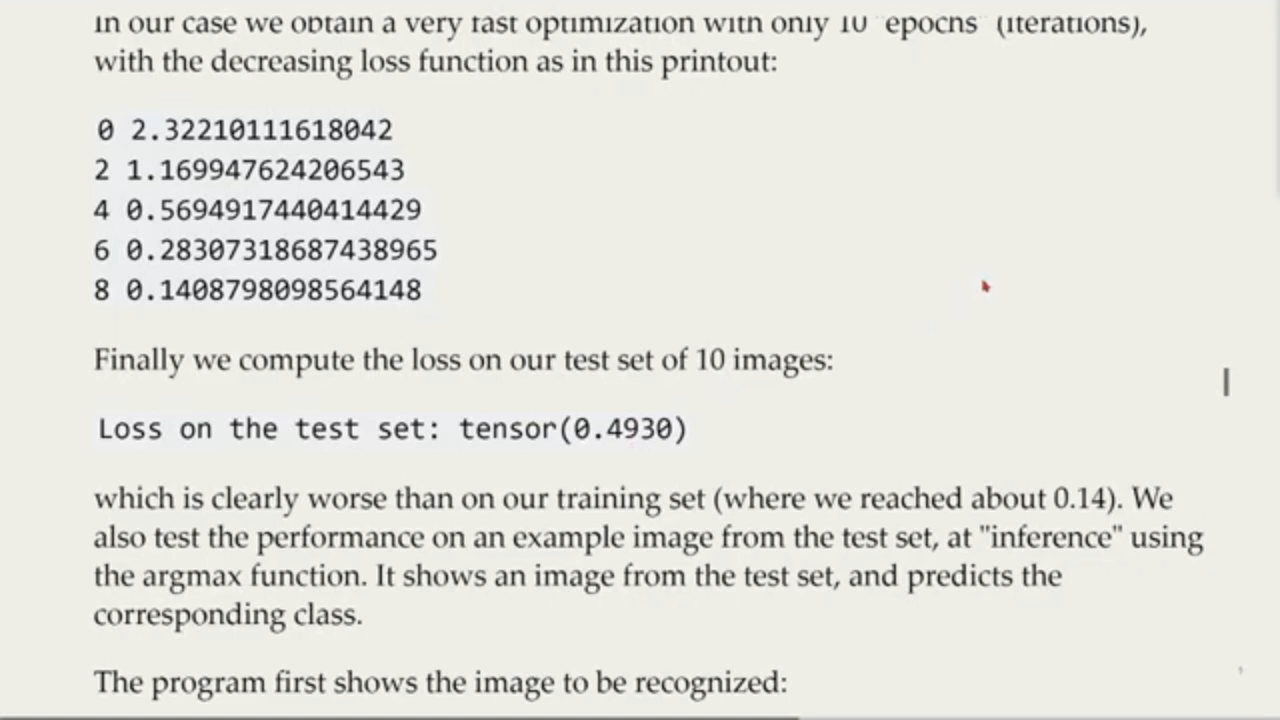 In our case we obtain a very fast optimization with only 10 "epochs" (iterations),
with the decreasing loss function as in this printout:
0 2.32210111618042
2 1.169947624206543
4 0.5694917440414429
6 0.28307318687438965
8 0.1408798098564148
Finally we compute the loss on our test set of 10 images:
Loss on the test set: tensor(0.4930)
which is clearly worse than on our training set (where we reached about 0.14). We
also test the performance on an example image from the test set, at "inference" using
the argmax function. It shows an image from the test set, and predicts the
corresponding class.
The program first shows the image to be recognized: